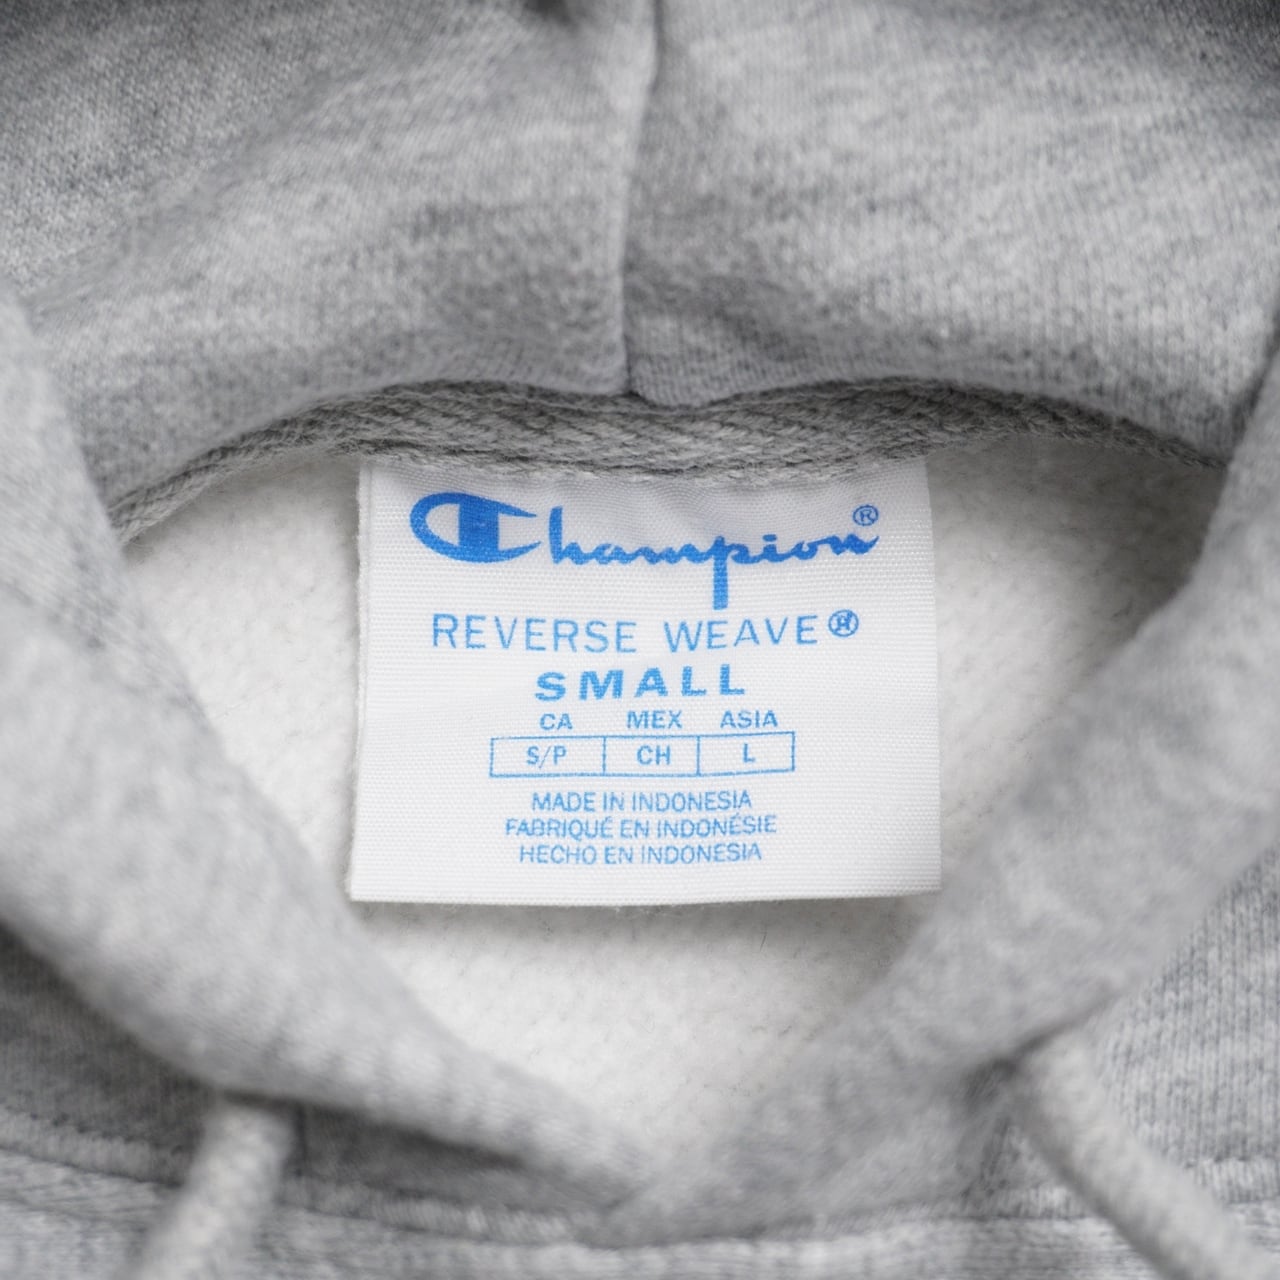 Champion®
REVERSE WEAVE®
SMALL
CA MEX ASIA
S/P CH L
MADE IN INDONESIA
FABRIQUÉ EN INDONÉSIE
HECHO EN INDONESIA